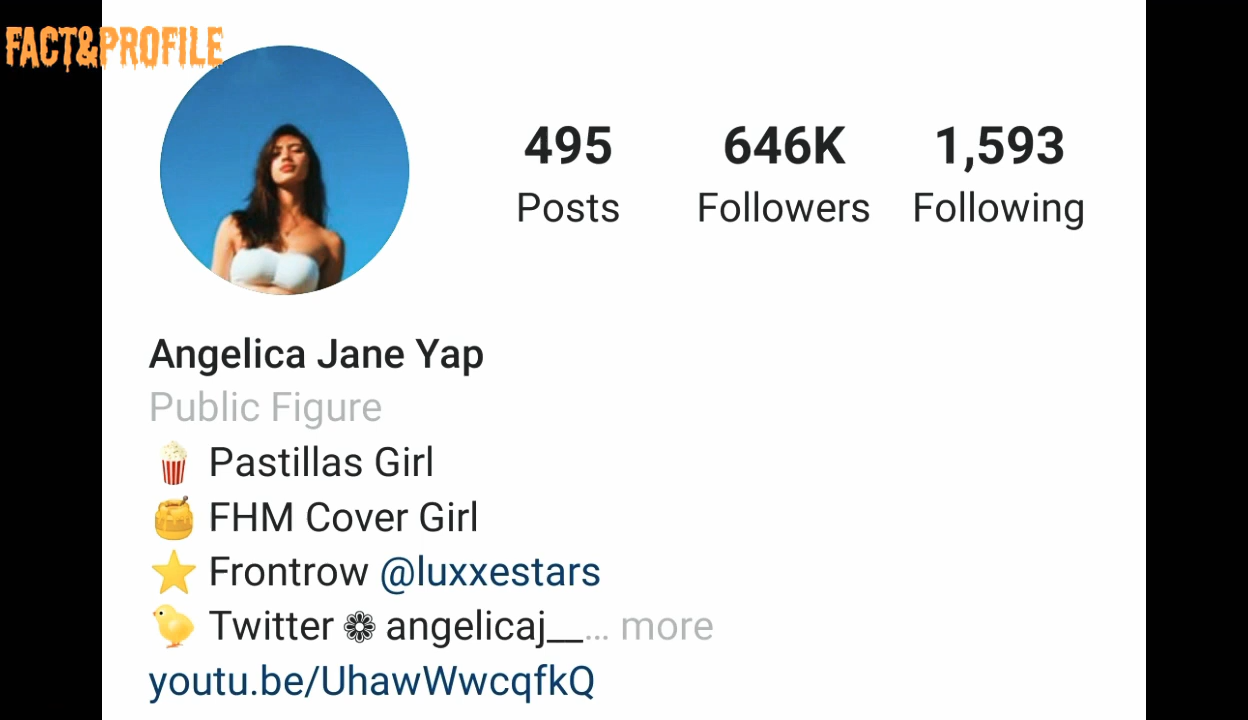 FACT&PROFILE
495 646K 1,593
Posts Followers Following
Angelica Jane Yap
Public Figure
🍿 Pastillas Girl
🍯 FHM Cover Girl
⭐ Frontrow @luxxestars
🐤 Twitter ❁ angelicaj__... more
youtu.be/UhawWwcqfkQ